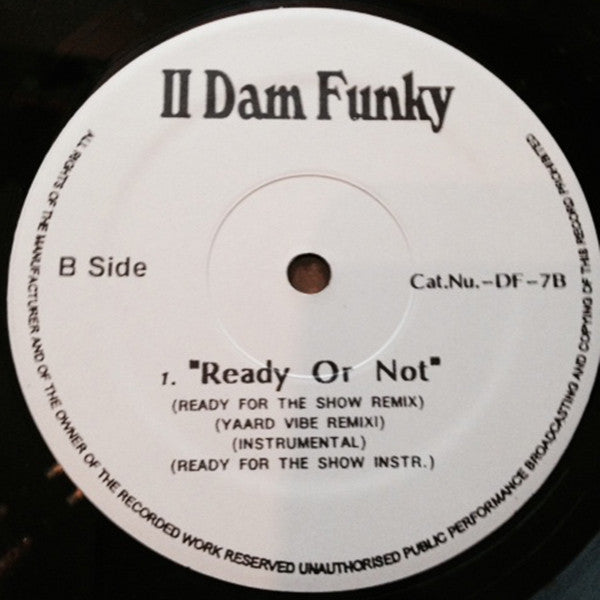 II Dam Funky
B Side
Cat.Nu.-DF-7B
1. "Ready Or Not"
(READY FOR THE SHOW REMIX)
(YAARD VIBE REMIXI)
(INSTRUMENTAL)
(READY FOR THE SHOW INSTR.)
ALL RIGHTS OF THE MANUFACTURER AND OF THE OWNER OF THE RECORDED WORK RESERVED UNAUTHORISED PUBLIC PERFORMANCE BROADCASTING AND COPYING OF THIS RECORD PROHIBITED